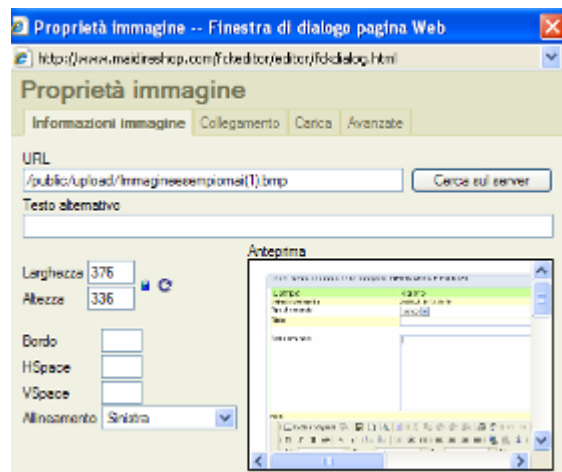 Proprietà immagine -- Finestra di dialogo pagina Web
http://www.maidireshop.com/fckeditor/editor/fckdialog.html
Proprietà immagine
Informazioni immagine Collegamento Carica Avanzate
URL
/public/upload/Immagineesempiomai(1).bmp Cerca sul server
Testo alternativo
Anteprima
Larghezza 376
Altezza 336
Bordo
HSpace
VSpace
Allineamento Sinistra